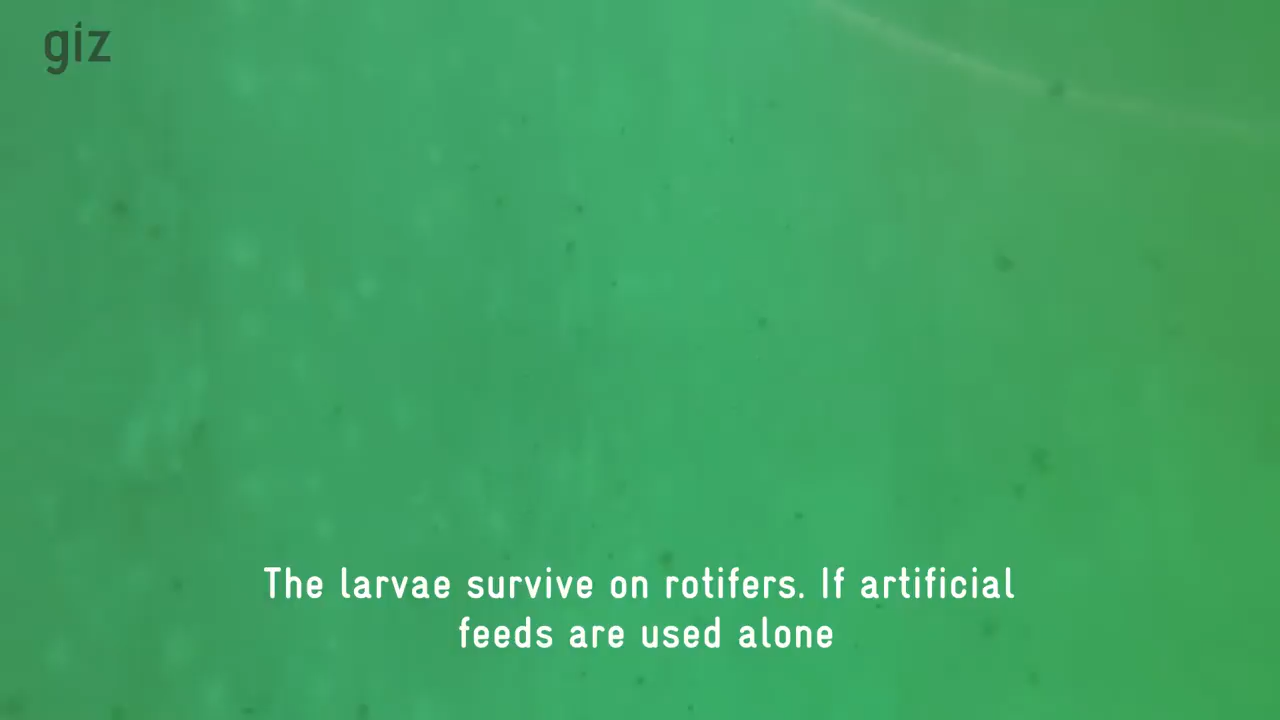 giz
The larvae survive on rotifers. If artificial
feeds are used alone